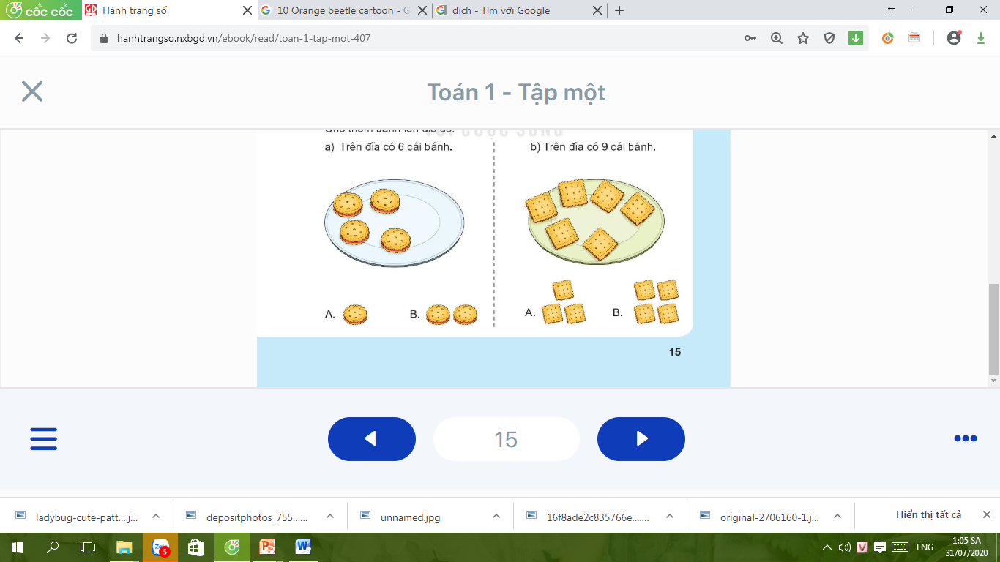 cốc cốc
Hành trang số
10 Orange beetle cartoon - G
dịch - Tìm với Google
hanhtrangso.nxbgd.vn/ebook/read/toan-1-tap-mot-407
Toán 1 - Tập một
a) Trên đĩa có 6 cái bánh.
b) Trên đĩa có 9 cái bánh.
A.
B.
A.
B.
15
15
ladybug-cute-patt....j...
depositphotos_755......
unnamed.jpg
16f8ade2c835766e.......
original-2706160-1.j...
Hiển thị tất cả
5
ENG
1:05 SA
31/07/2020